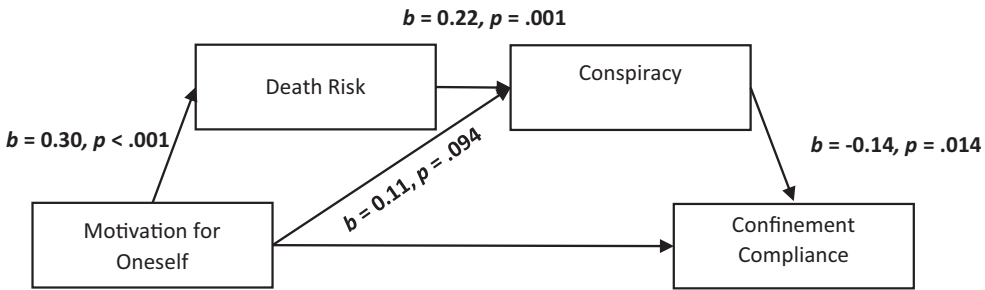 b = 0.22, p = .001
Death Risk
Conspiracy
b = 0.30, p < .001
b = 0.11, p = .094
b = -0.14, p = .014
Motivation for
Oneself
Confinement
Compliance